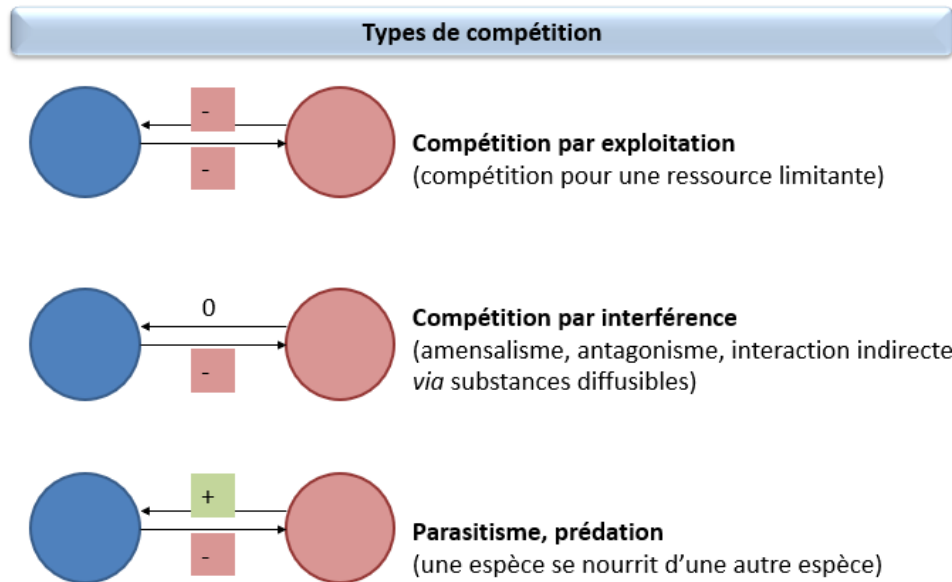 Types de compétition
-
-
Compétition par exploitation
(compétition pour une ressource limitante)
0
-
Compétition par interférence
(amensalisme, antagonisme, interaction indirecte
via substances diffusibles)
+
-
Parasitisme, prédation
(une espèce se nourrit d’une autre espèce)